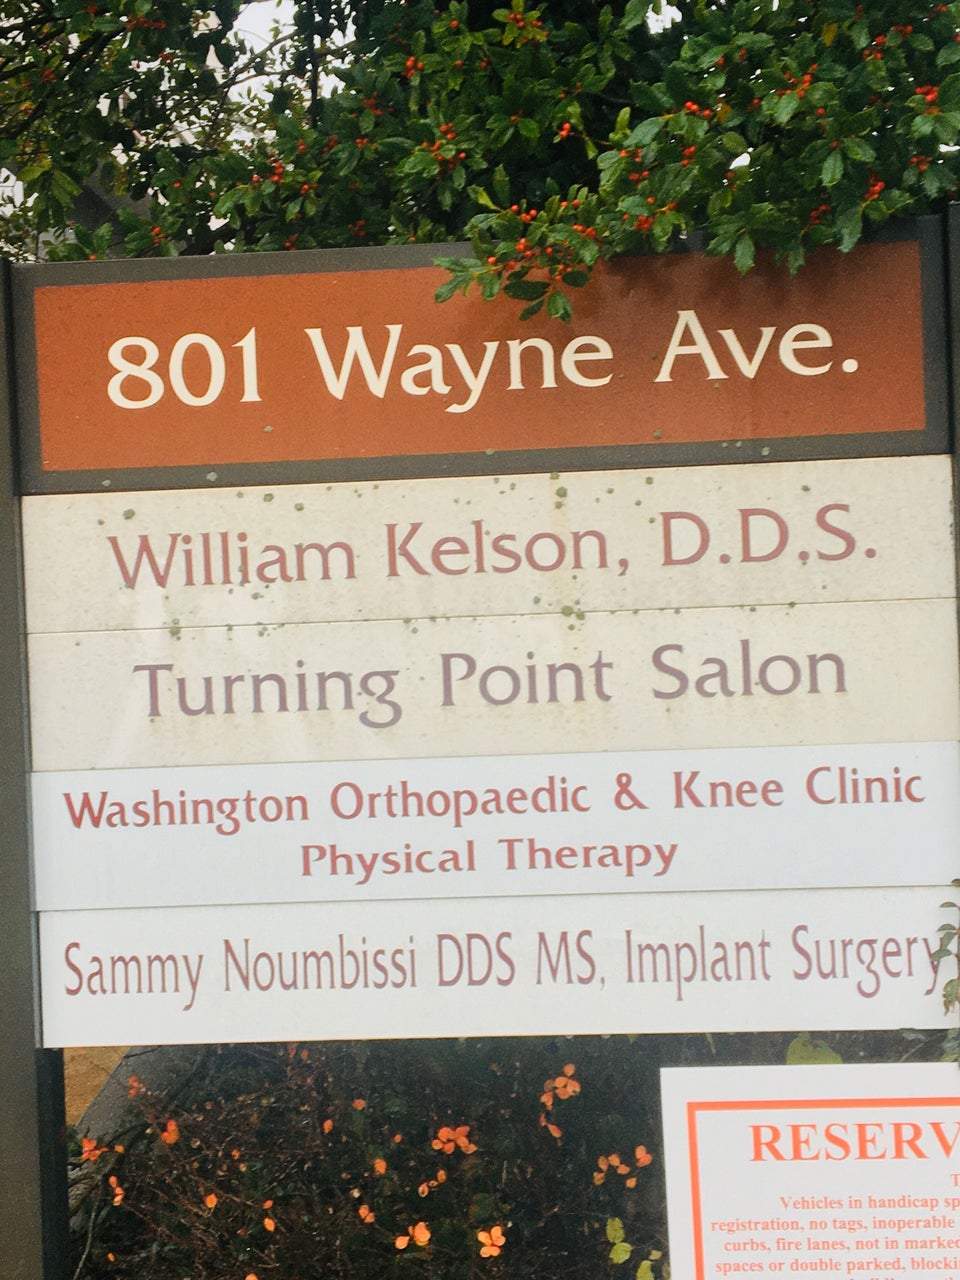 801 Wayne Ave.
William Kelson, D.D.S.
Turning Point Salon
Washington Orthopaedic & Knee Clinic
Physical Therapy
Sammy Noumbissi DDS MS, Implant Surgery
RESERV
T
Vehicles in handicap sp
registration, no tags, inoperable
curbs, fire lanes, not in marked
spaces or double parked, blocki